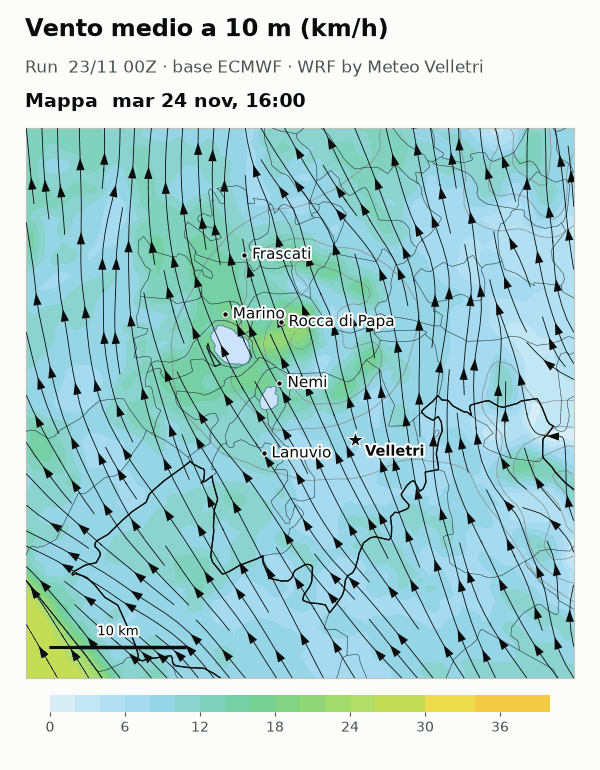 Vento medio a 10 m (km/h)
Run  23/11 00Z · base ECMWF · WRF by Meteo Velletri
Mappa  mar 24 nov, 16:00
Frascati
Marino
Rocca di Papa
Nemi
Velletri
Lanuvio
10 km
0 6 12 18 24 30 36